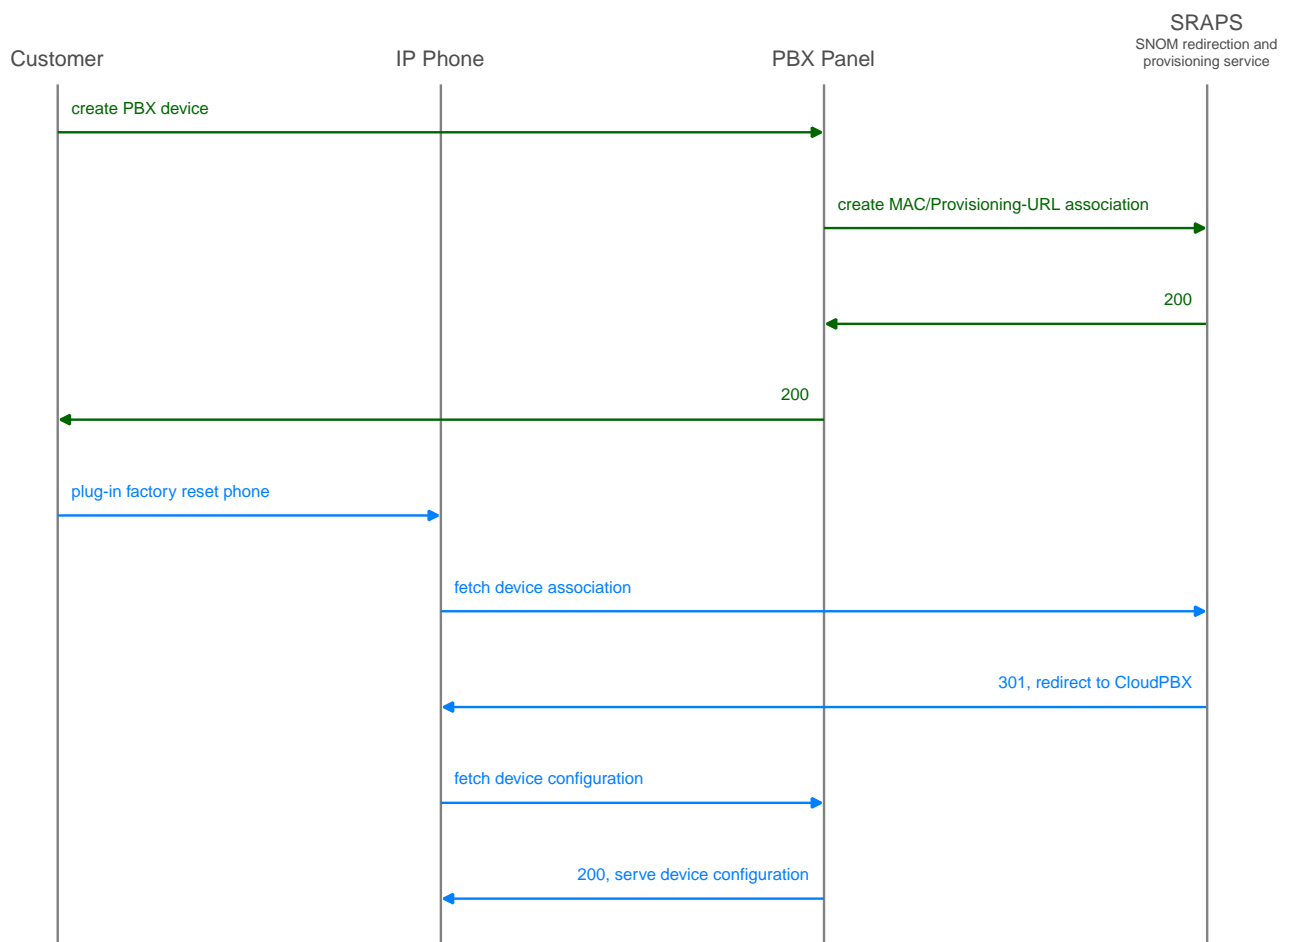 SRAPS
SNOM redirection and
provisioning service
Customer
IP Phone
PBX Panel
create PBX device
create MAC/Provisioning-URL association
200
200
plug-in factory reset phone
fetch device association
301, redirect to CloudPBX
fetch device configuration
200, serve device configuration